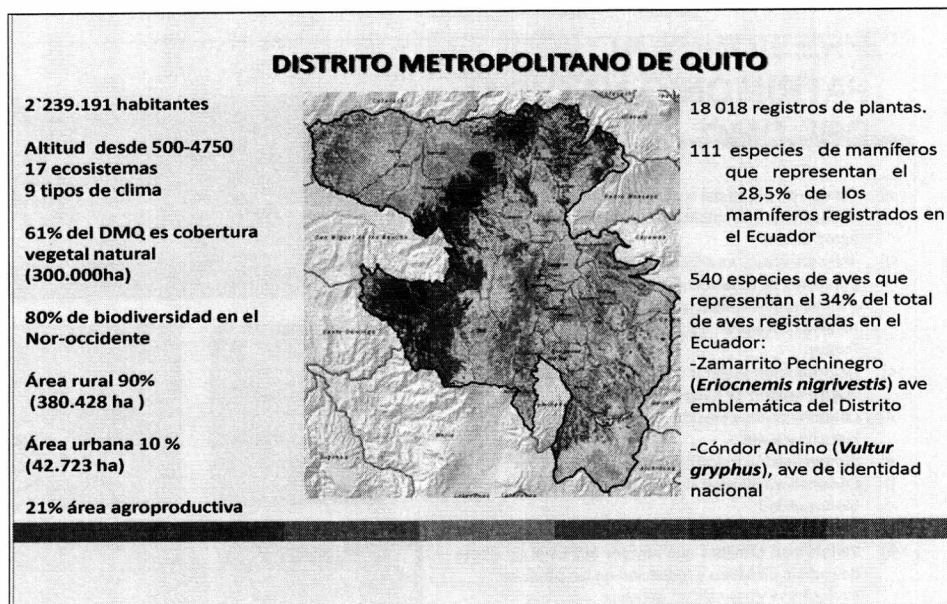 DISTRITO METROPOLITANO DE QUITO
2`239.191 habitantes
Altitud desde 500-4750
17 ecosistemas
9 tipos de clima
61% del DMQ es cobertura
vegetal natural
(300.000ha)
80% de biodiversidad en el
Nor-occidente
Área rural 90%
(380.428 ha )
Área urbana 10 %
(42.723 ha)
21% área agroproductiva
18 018 registros de plantas.
111 especies de mamíferos
que representan el
28,5% de los
mamíferos registrados en
el Ecuador
540 especies de aves que
representan el 34% del total
de aves registradas en el
Ecuador:
-Zamarrito Pechinegro
(Eriocnemis nigrivestis) ave
emblemática del Distrito
-Cóndor Andino (Vultur
gryphus), ave de identidad
nacional